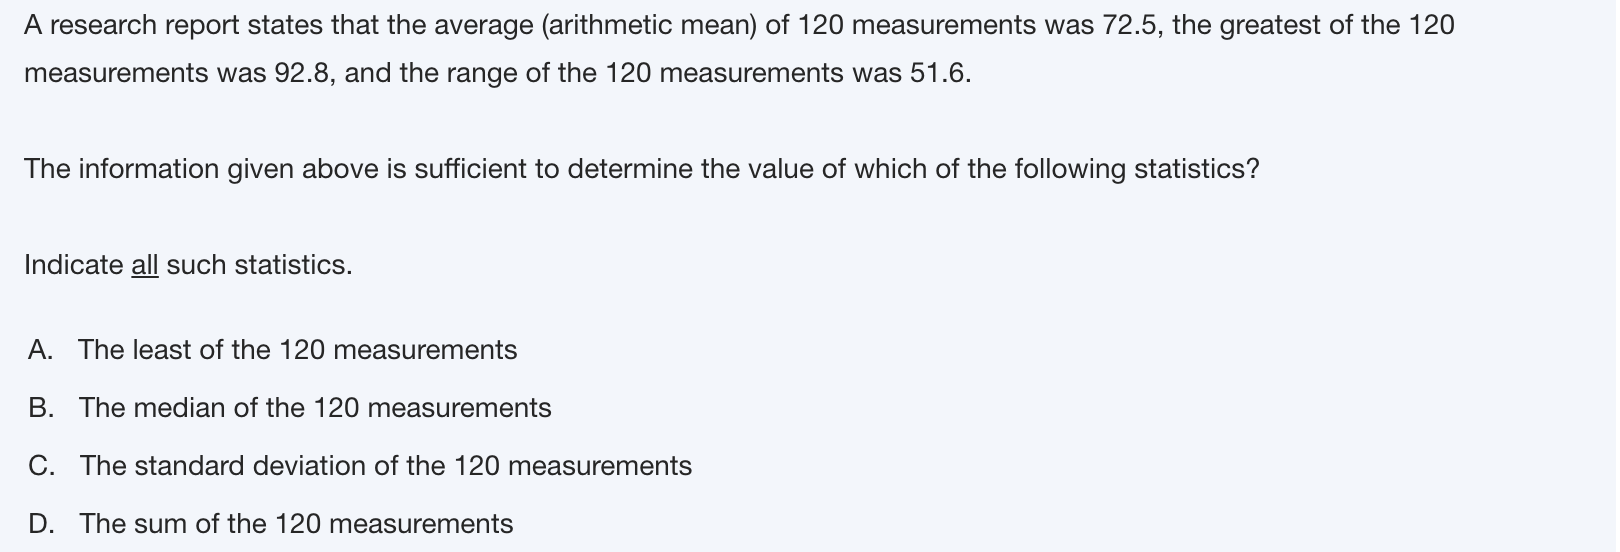 A research report states that the average (arithmetic mean) of 120 measurements was 72.5, the greatest of the 120
measurements was 92.8, and the range of the 120 measurements was 51.6.
The information given above is sufficient to determine the value of which of the following statistics?
Indicate all such statistics.
A. The least of the 120 measurements
B. The median of the 120 measurements
C. The standard deviation of the 120 measurements
D. The sum of the 120 measurements